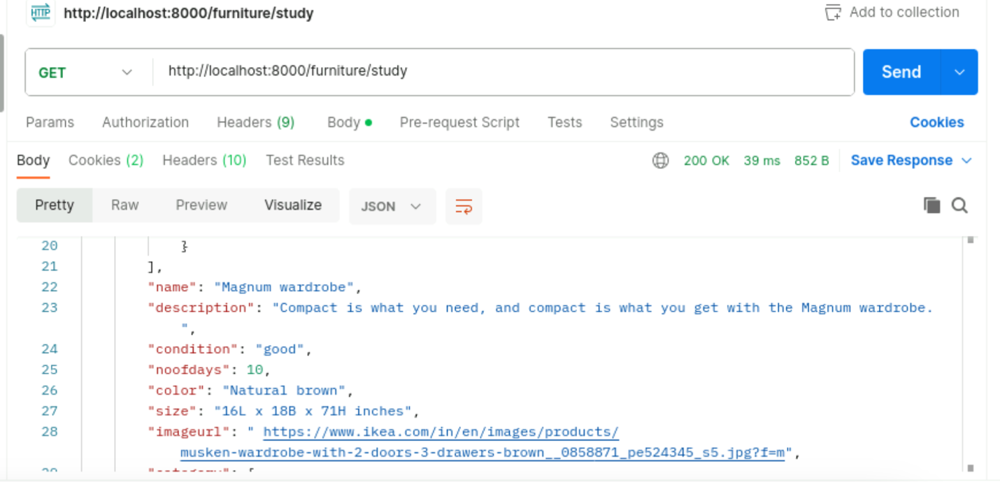 HTTP http://localhost:8000/furniture/study Add to collection
GET http://localhost:8000/furniture/study Send
Params Authorization Headers (9) Body Pre-request Script Tests Settings Cookies
Body Cookies (2) Headers (10) Test Results 200 OK 39 ms 852 B Save Response
Pretty Raw Preview Visualize JSON
20 }
21 ],
22 "name": "Magnum wardrobe",
23 "description": "Compact is what you need, and compact is what you get with the Magnum wardrobe.
",
24 "condition": "good",
25 "noofdays": 10,
26 "color": "Natural brown",
27 "size": "16L x 18B x 71H inches",
28 "imageurl": " https://www.ikea.com/in/en/images/products/
musken-wardrobe-with-2-doors-3-drawers-brown__0858871_pe524345_s5.jpg?f=m",